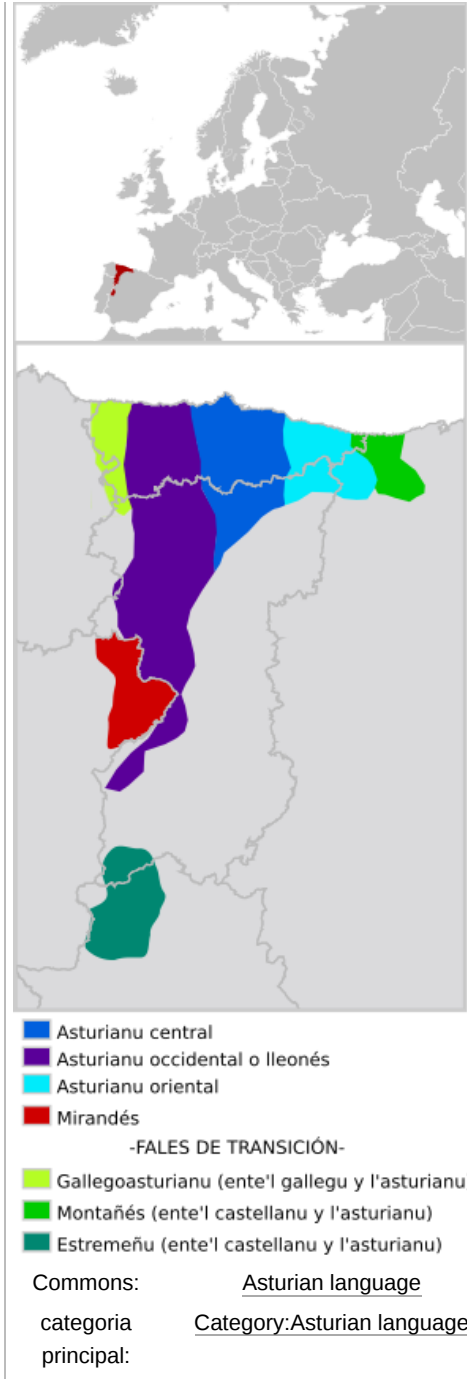 Asturianu central
Asturianu occidental o lleonés
Asturianu oriental
Mirandés
-FALES DE TRANSICIÓN-
Gallegoasturianu (ente'l gallegu y l'asturianu)
Montañés (ente'l castellanu y l'asturianu)
Estremeñu (ente'l castellanu y l'asturianu)
Commons: Asturian language
categoria Category:Asturian language
principal: